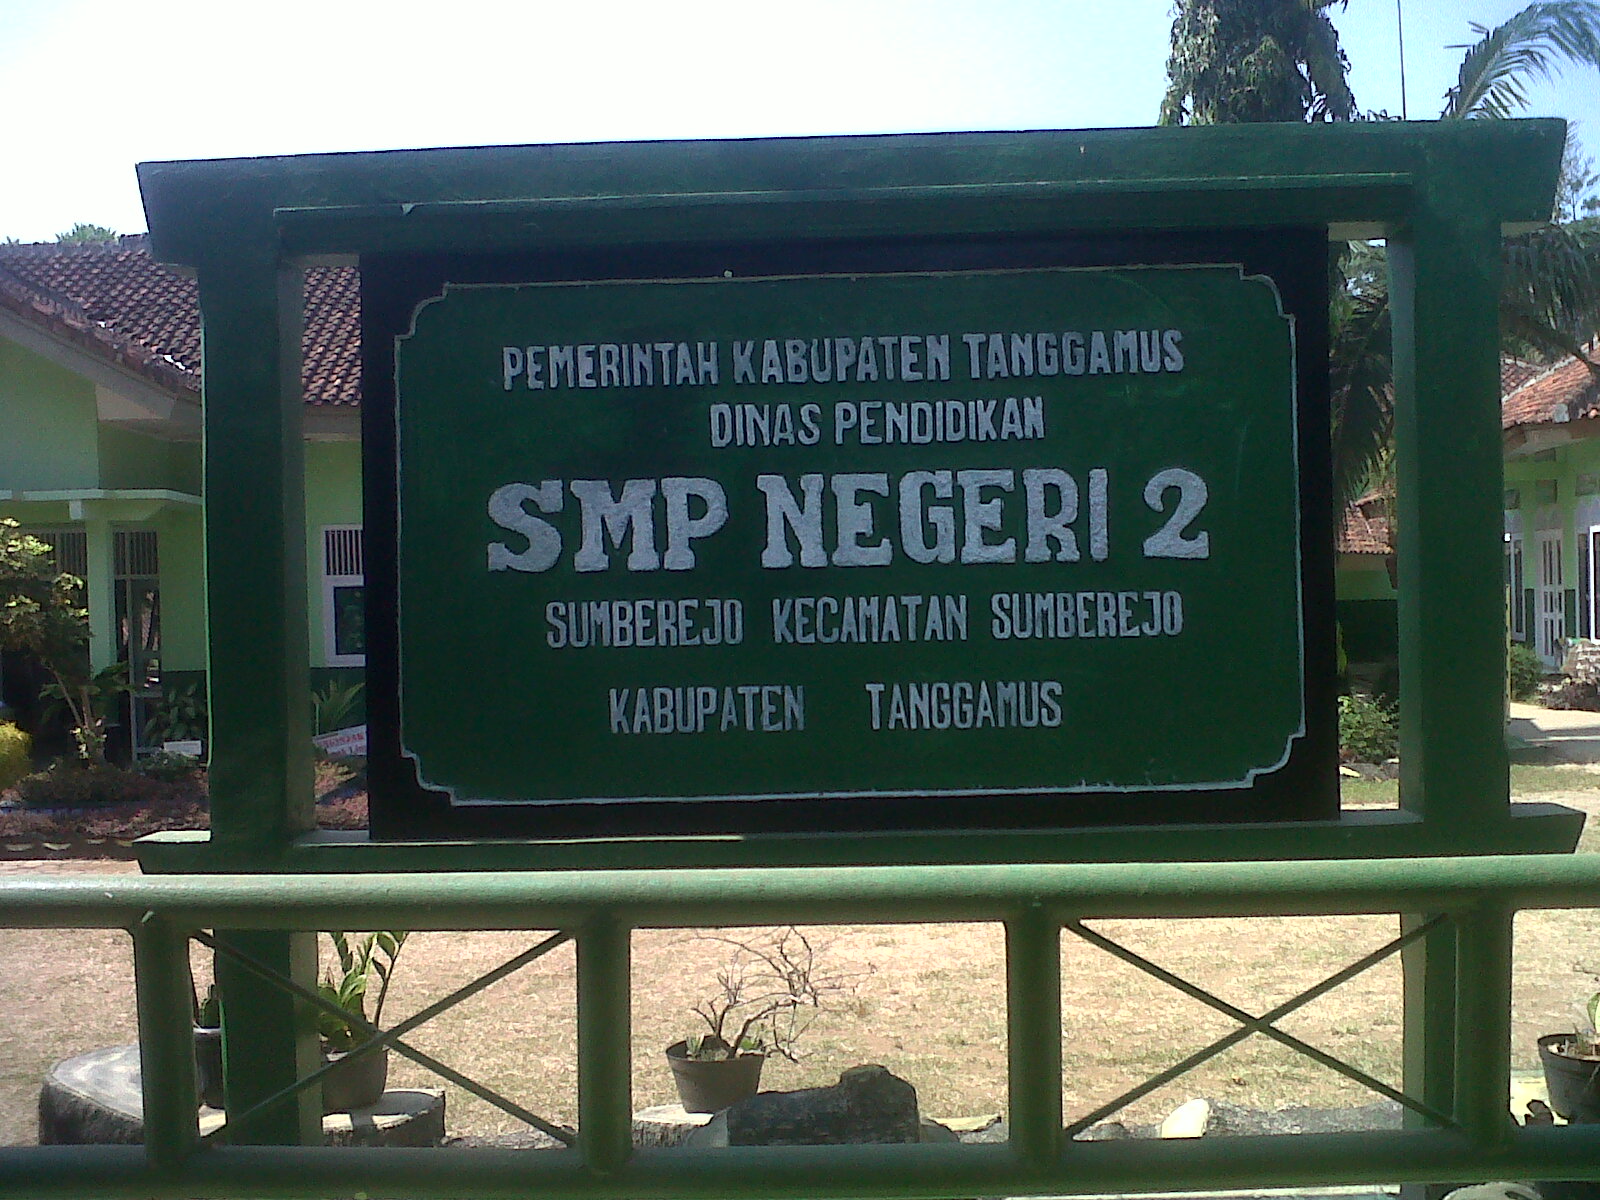 PEMERINTAH KABUPATEN TANGGAMUS
DINAS PENDIDIKAN
SMP NEGERI 2
SUMBEREJO KECAMATAN SUMBEREJO
KABUPATEN TANGGAMUS